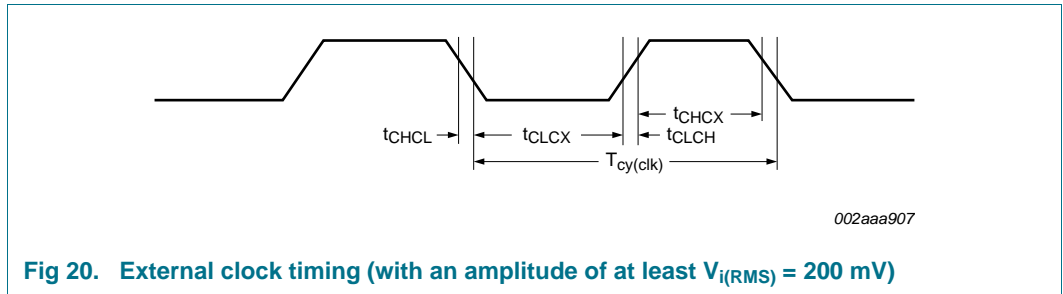 tCHCX
tCHCL tCLCX tCLCH
Tcy(clk)
002aaa907
Fig 20. External clock timing (with an amplitude of at least Vi(RMS) = 200 mV)